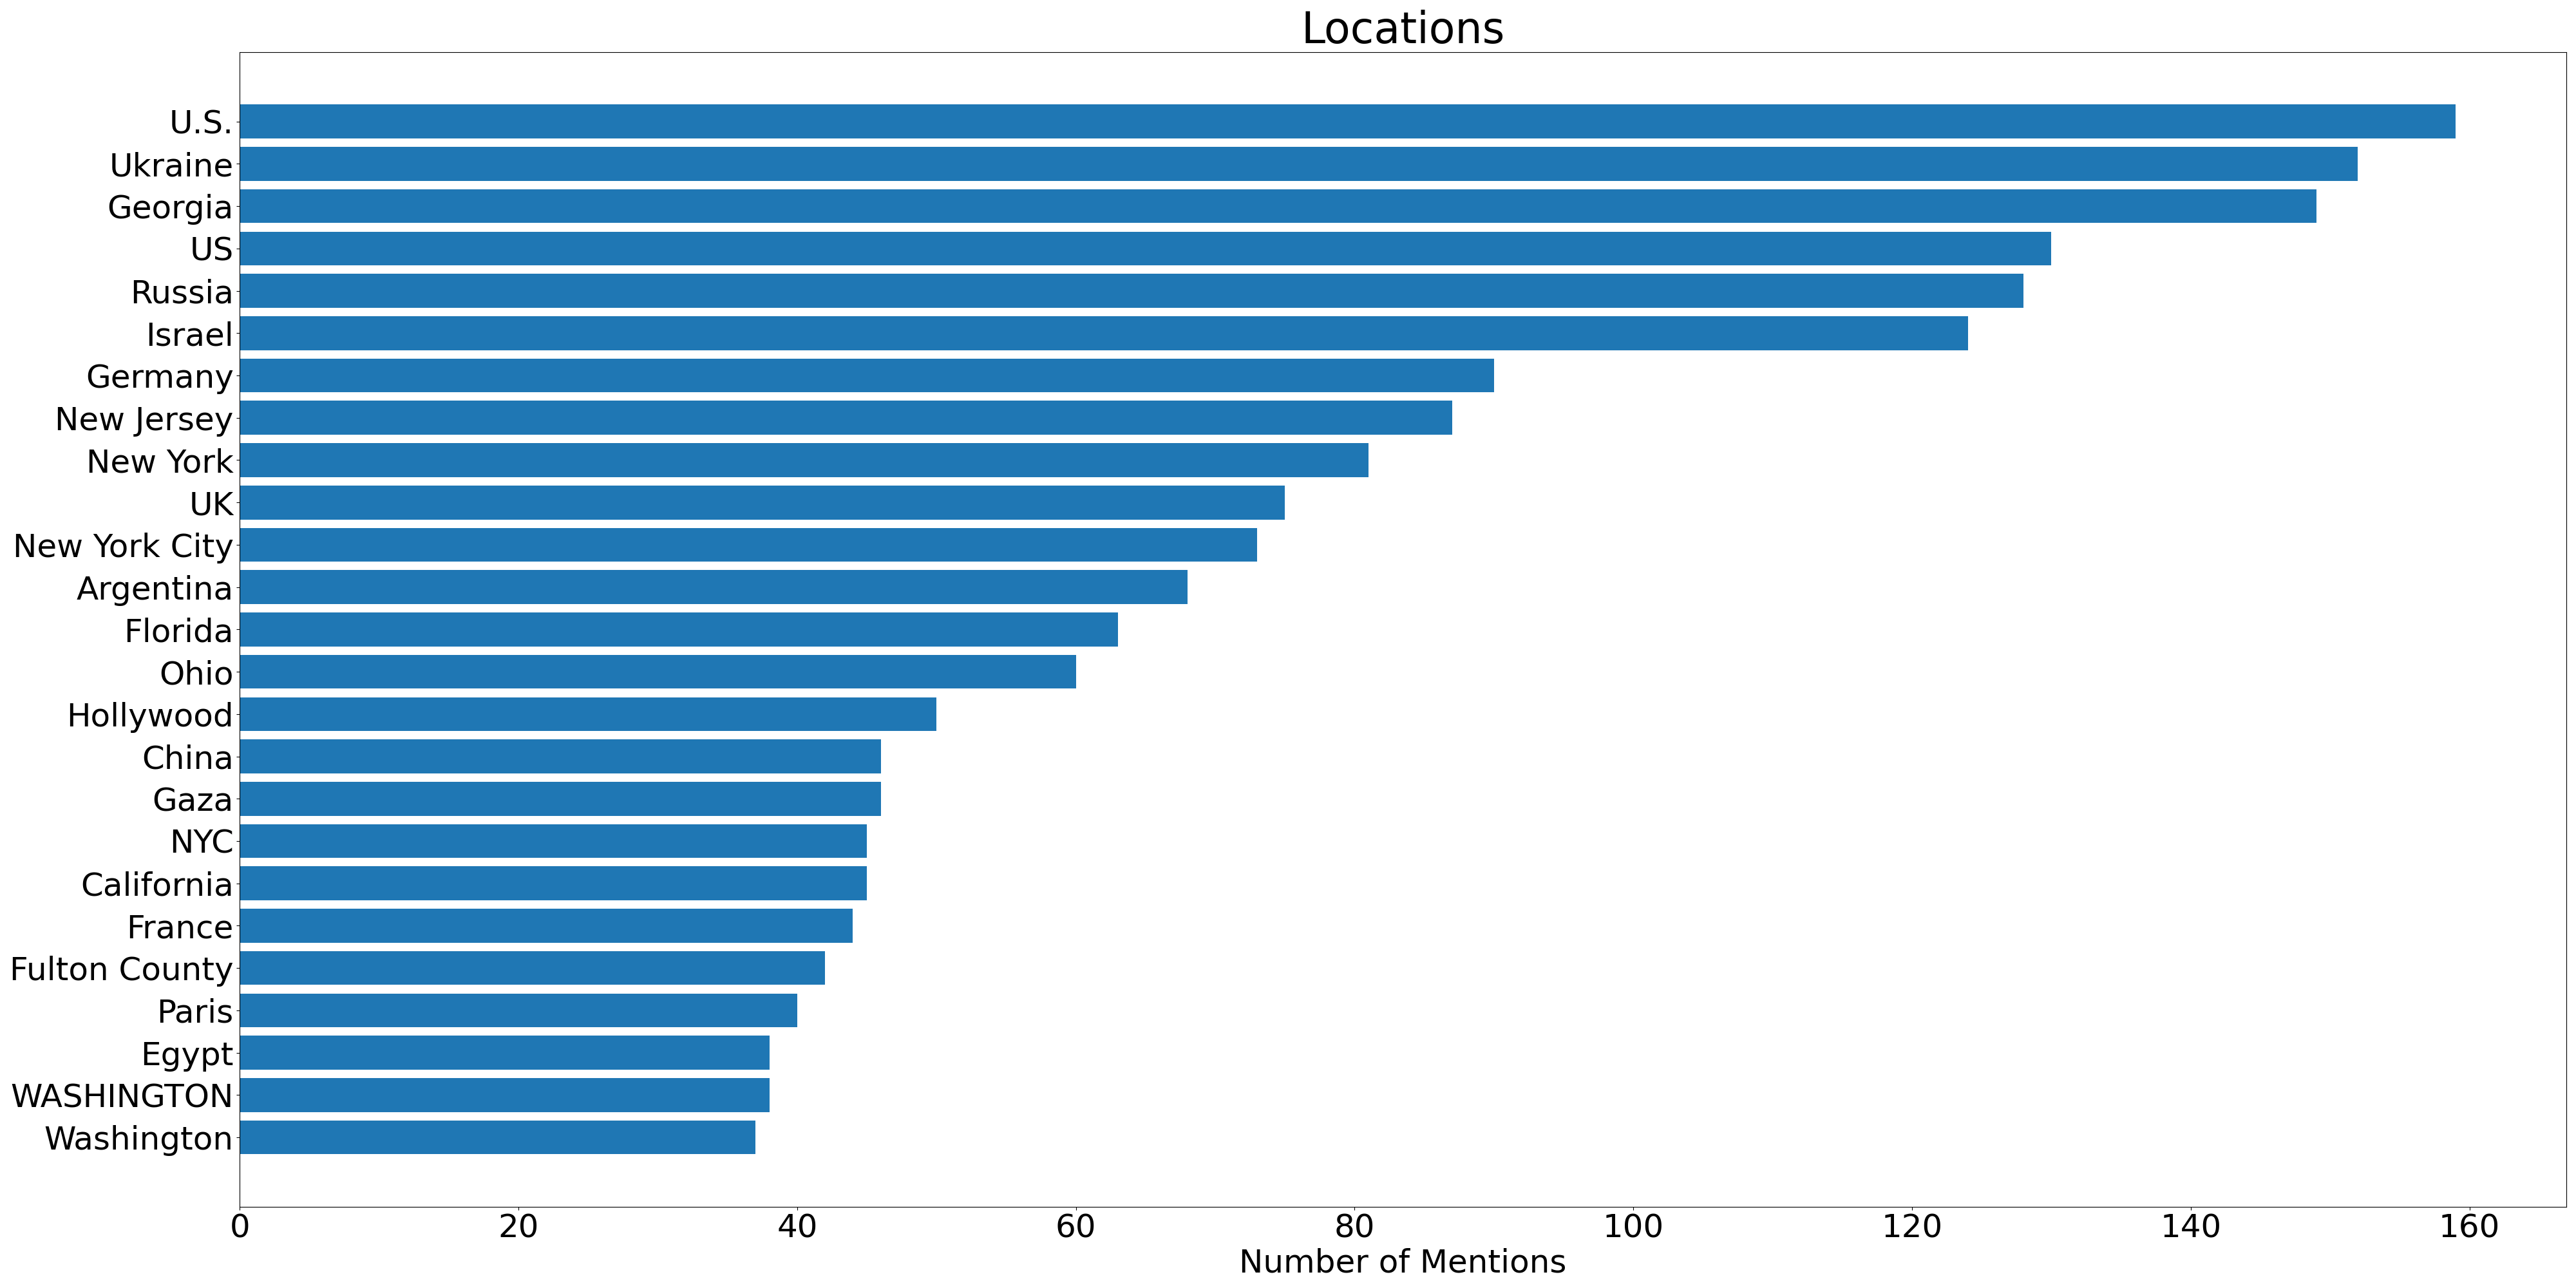 Locations
U.S.
Ukraine
Georgia
US
Russia
Israel
Germany
New Jersey
New York
UK
New York City
Argentina
Florida
Ohio
Hollywood
China
Gaza
NYC
California
France
Fulton County
Paris
Egypt
WASHINGTON
Washington
0 20 40 60 80 100 120 140 160
Number of Mentions